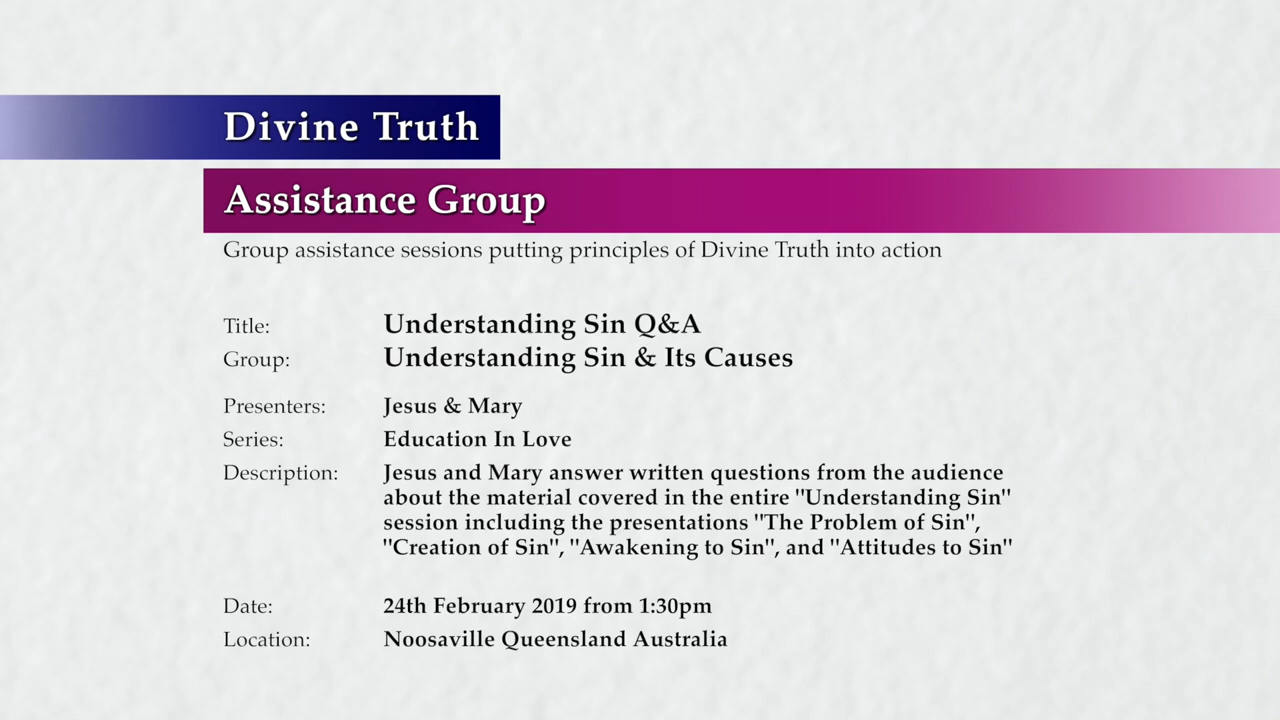 Divine Truth
Assistance Group
Group assistance sessions putting principles of Divine Truth into action
Title: Understanding Sin Q&A
Group: Understanding Sin & Its Causes
Presenters: Jesus & Mary
Series: Education In Love
Description: Jesus and Mary answer written questions from the audience
about the material covered in the entire "Understanding Sin"
session including the presentations "The Problem of Sin",
"Creation of Sin", "Awakening to Sin", and "Attitudes to Sin"
Date: 24th February 2019 from 1:30pm
Location: Noosaville Queensland Australia